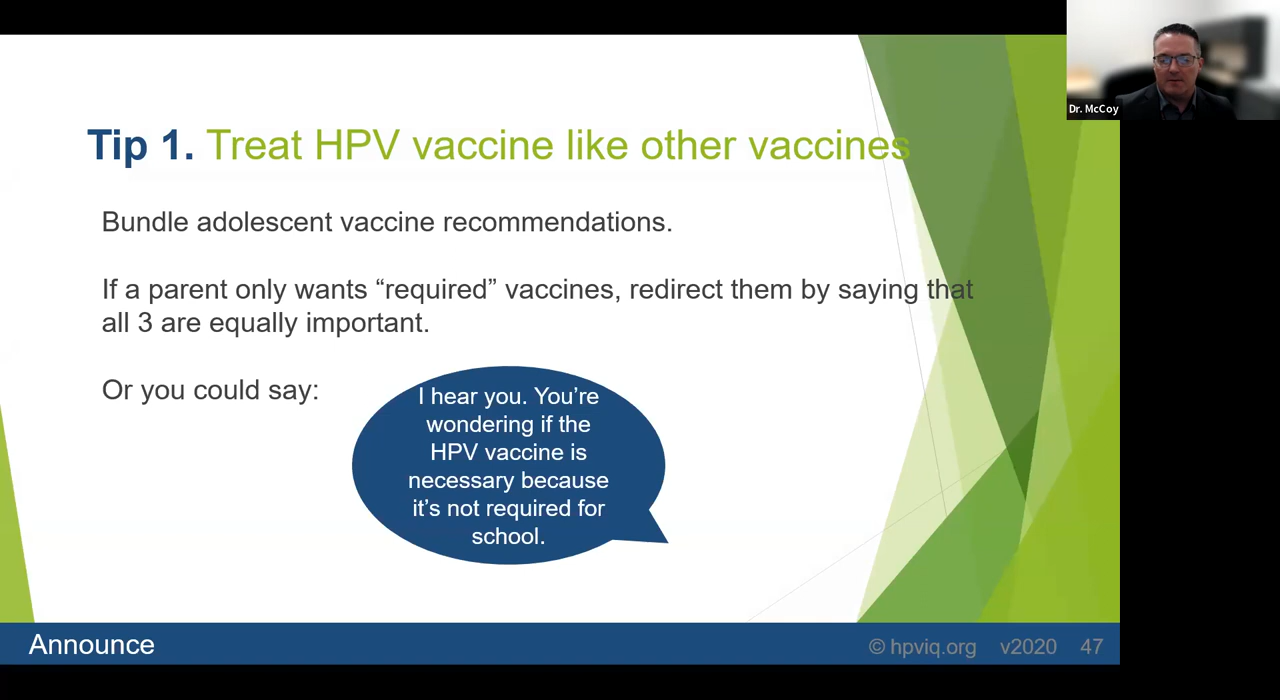 Dr. McCoy
Tip 1. Treat HPV vaccine like other vaccines
Bundle adolescent vaccine recommendations.
If a parent only wants “required” vaccines, redirect them by saying that
all 3 are equally important.
Or you could say:
I hear you. You’re
wondering if the
HPV vaccine is
necessary because
it’s not required for
school.
Announce
© hpviq.org v2020 47